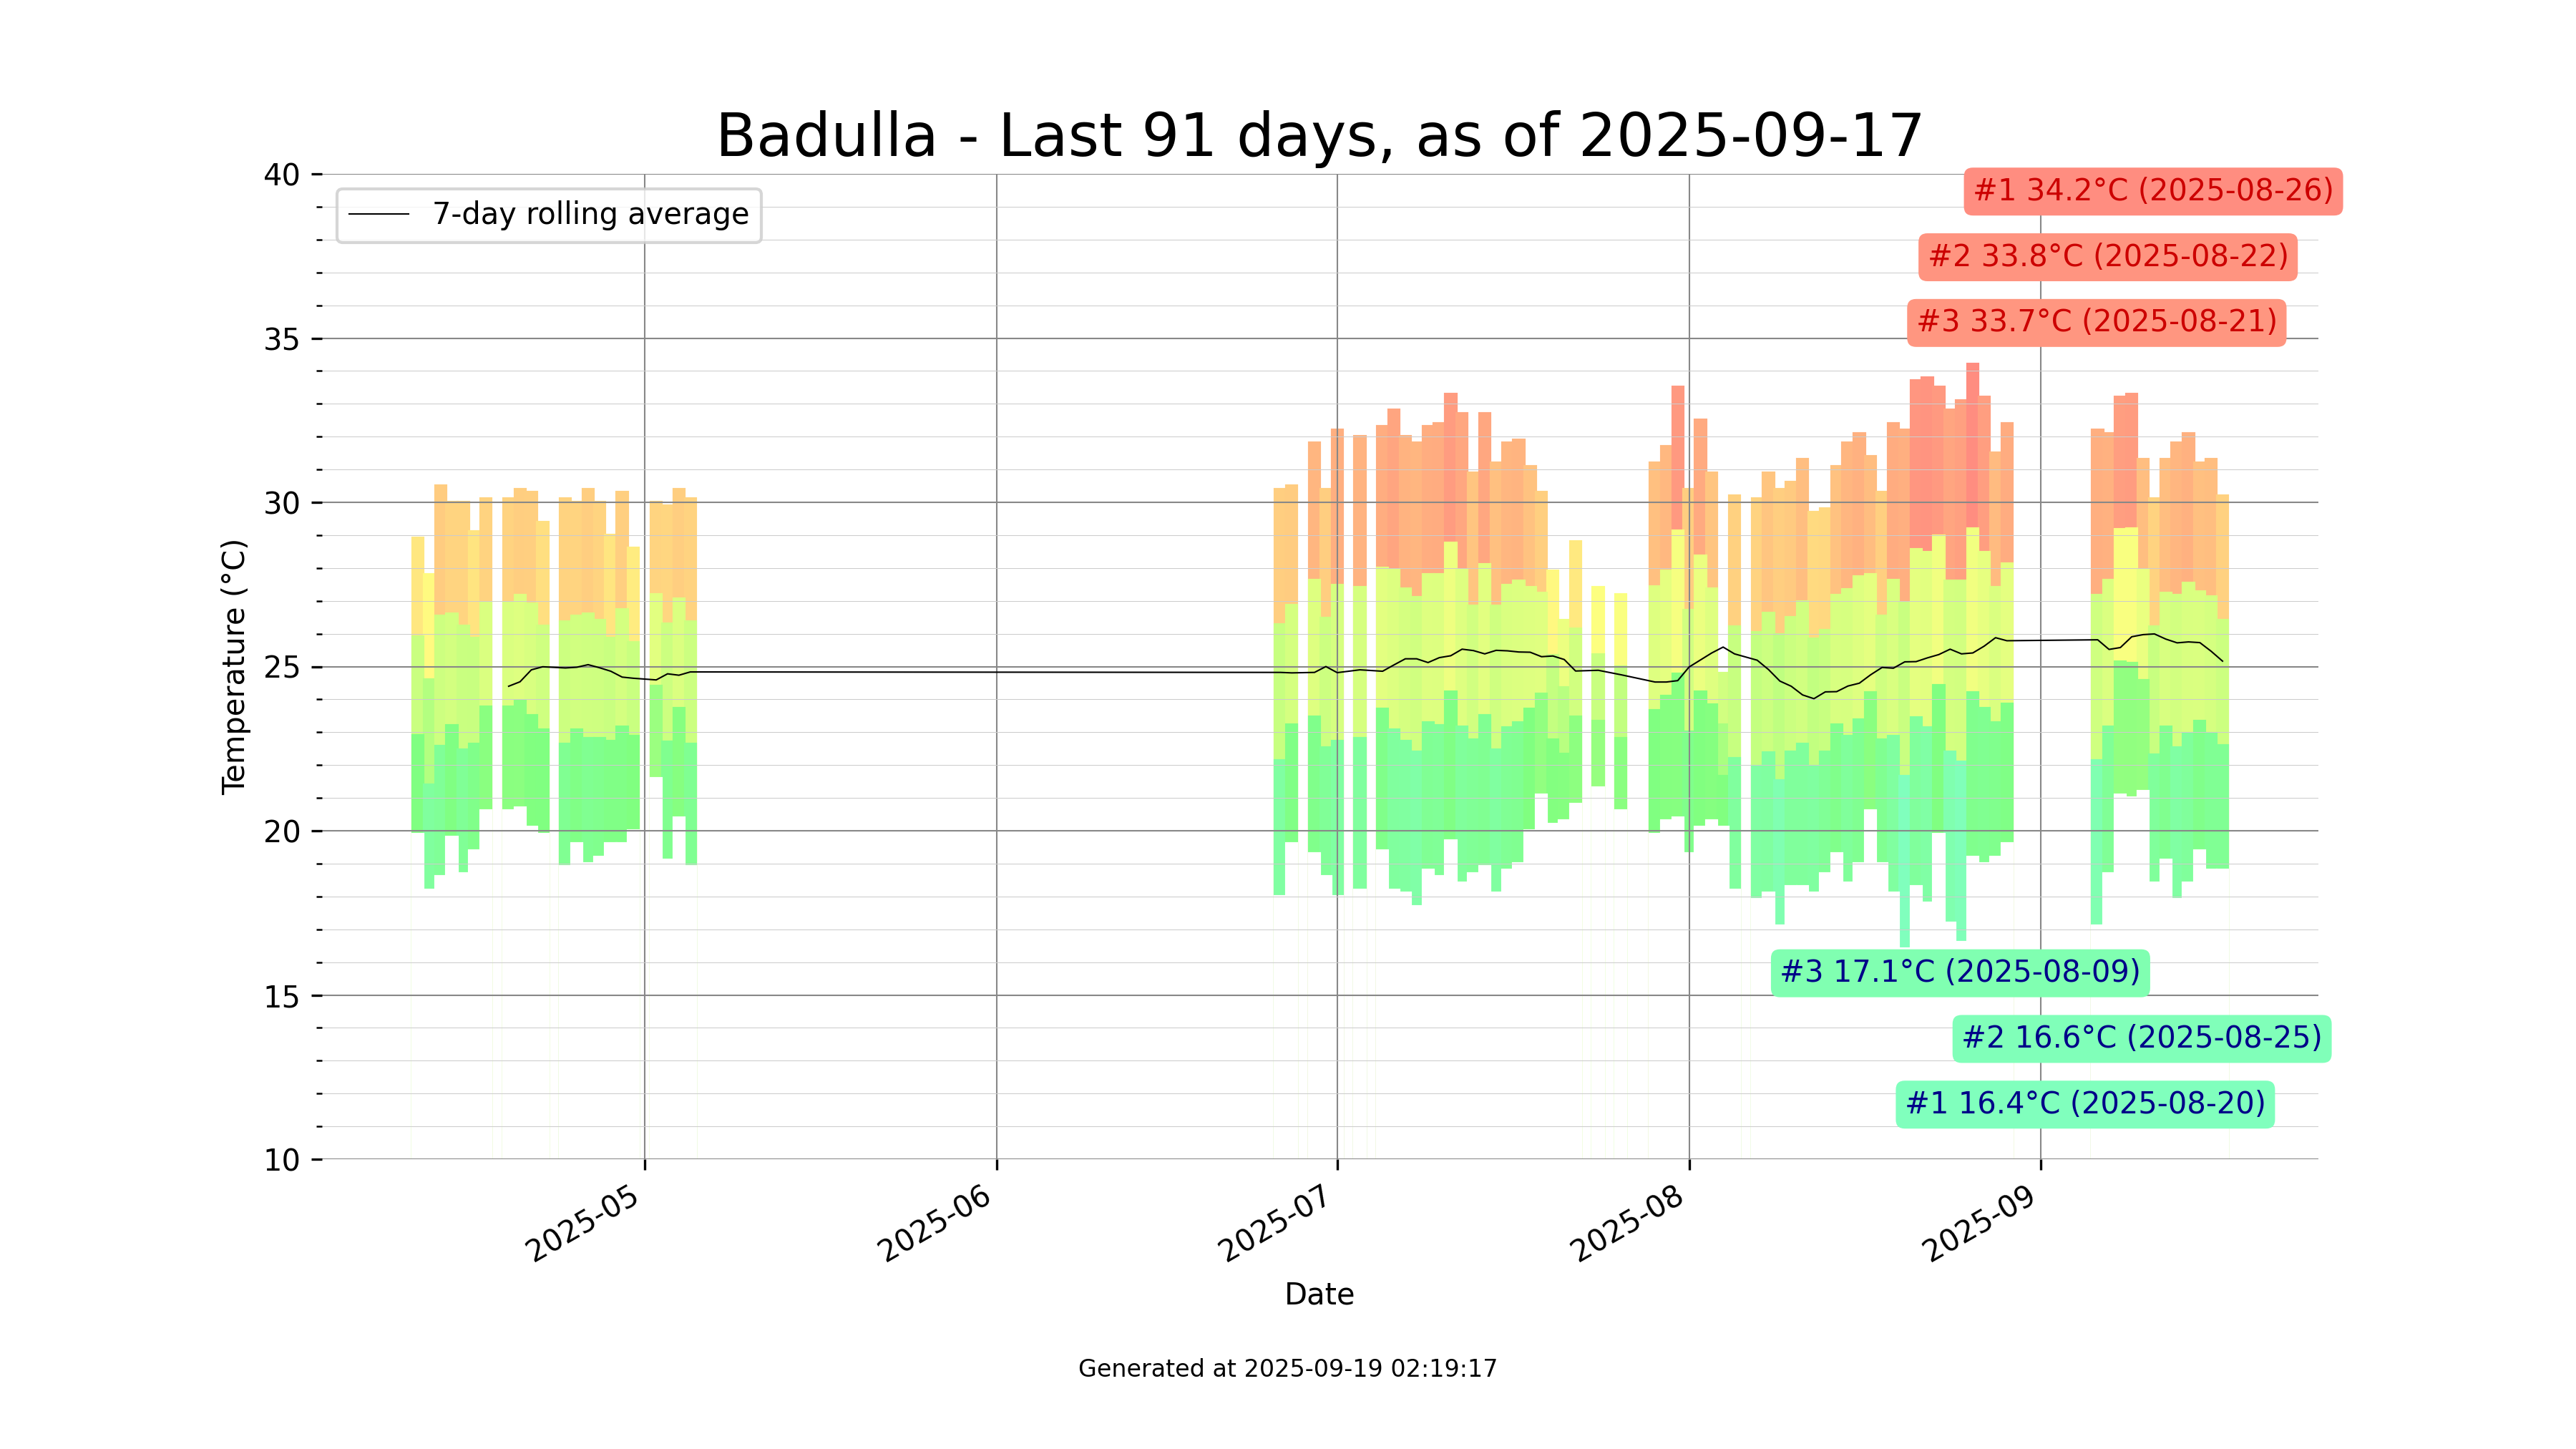 Badulla - Last 91 days, as of 2025-09-17
7-day rolling average
#1 34.2°C (2025-08-26)
#2 33.8°C (2025-08-22)
#3 33.7°C (2025-08-21)
40
35
30
25
20
15
10
Temperature (°C)
#3 17.1°C (2025-08-09)
#2 16.6°C (2025-08-25)
#1 16.4°C (2025-08-20)
2025-05
2025-06
2025-07
2025-08
2025-09
Date
Generated at 2025-09-19 02:19:17